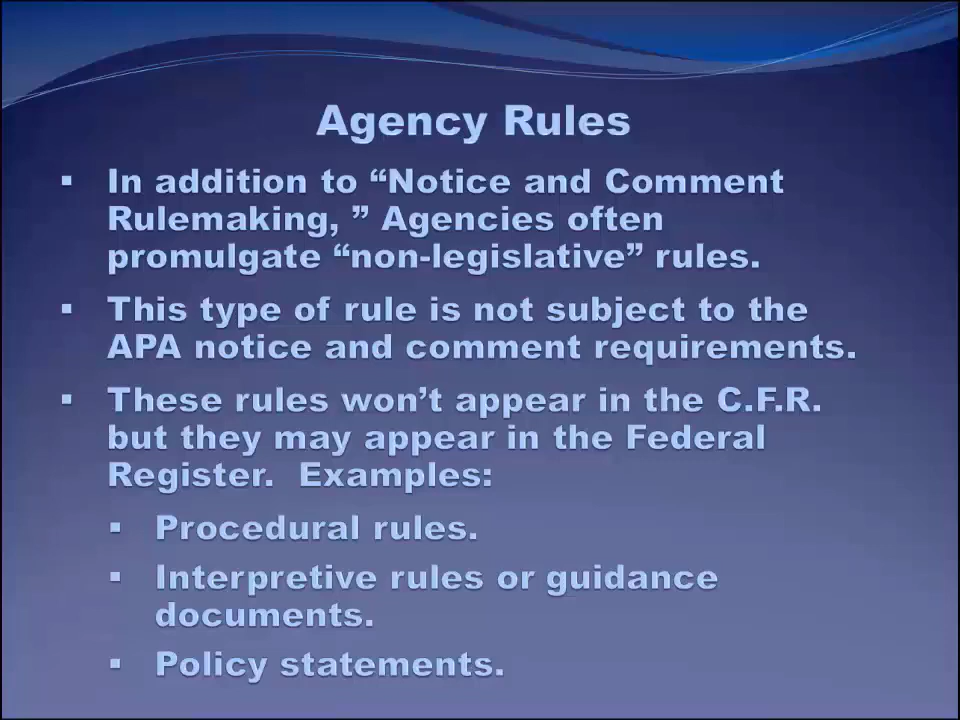 Agency Rules
▪ In addition to “Notice and Comment
Rulemaking, ” Agencies often
promulgate “non-legislative” rules.
▪ This type of rule is not subject to the
APA notice and comment requirements.
▪ These rules won’t appear in the C.F.R.
but they may appear in the Federal
Register.  Examples:
▪ Procedural rules.
▪ Interpretive rules or guidance
documents.
▪ Policy statements.